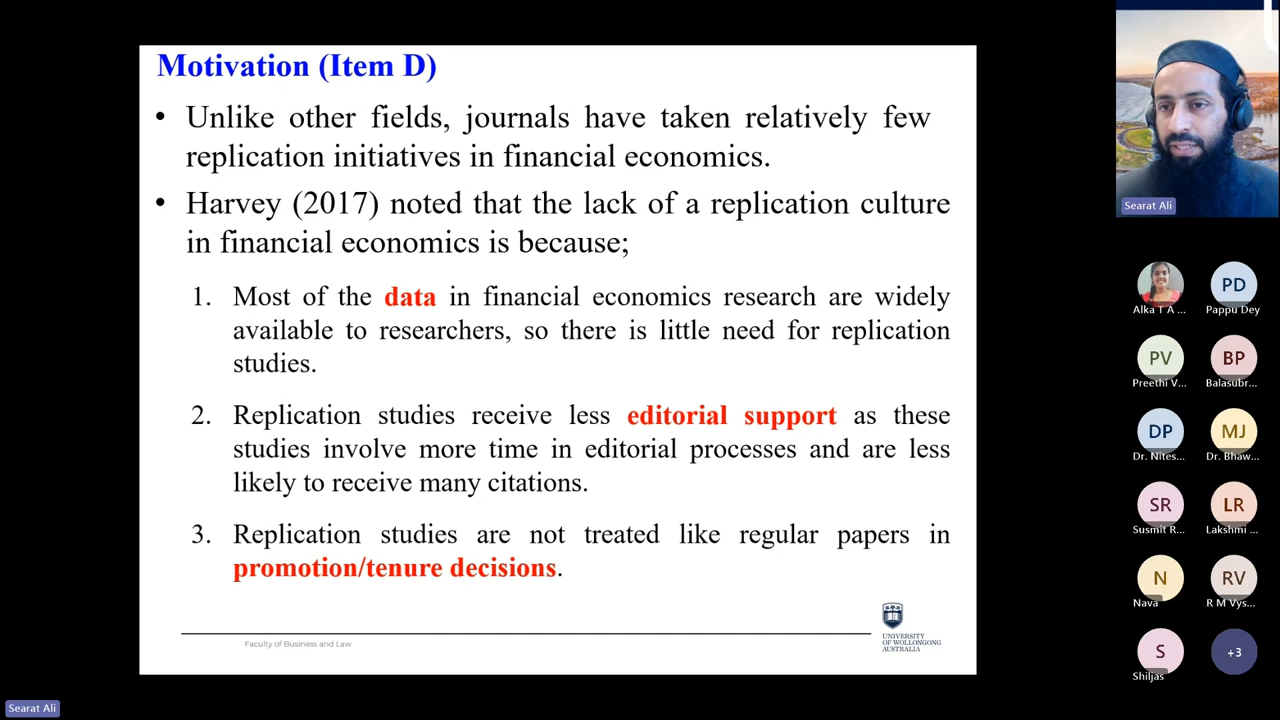 Motivation (Item D)
• Unlike other fields, journals have taken relatively few
replication initiatives in financial economics.
• Harvey (2017) noted that the lack of a replication culture
in financial economics is because;
1. Most of the data in financial economics research are widely
available to researchers, so there is little need for replication
studies.
2. Replication studies receive less editorial support as these
studies involve more time in editorial processes and are less
likely to receive many citations.
3. Replication studies are not treated like regular papers in
promotion/tenure decisions.
Faculty of Business and Law
UNIVERSITY
OF WOLLONGONG
AUSTRALIA
Searat Ali
Alka T A ...
PD
Pappu Dey
PV
Preethi V...
BP
Balasubr...
DP
Dr. Nites...
MJ
Dr. Bhaw...
SR
Susmit R...
LR
Lakshmi ...
N
Nava
RV
R M Vys...
S
Shiljas
+3
Searat Ali